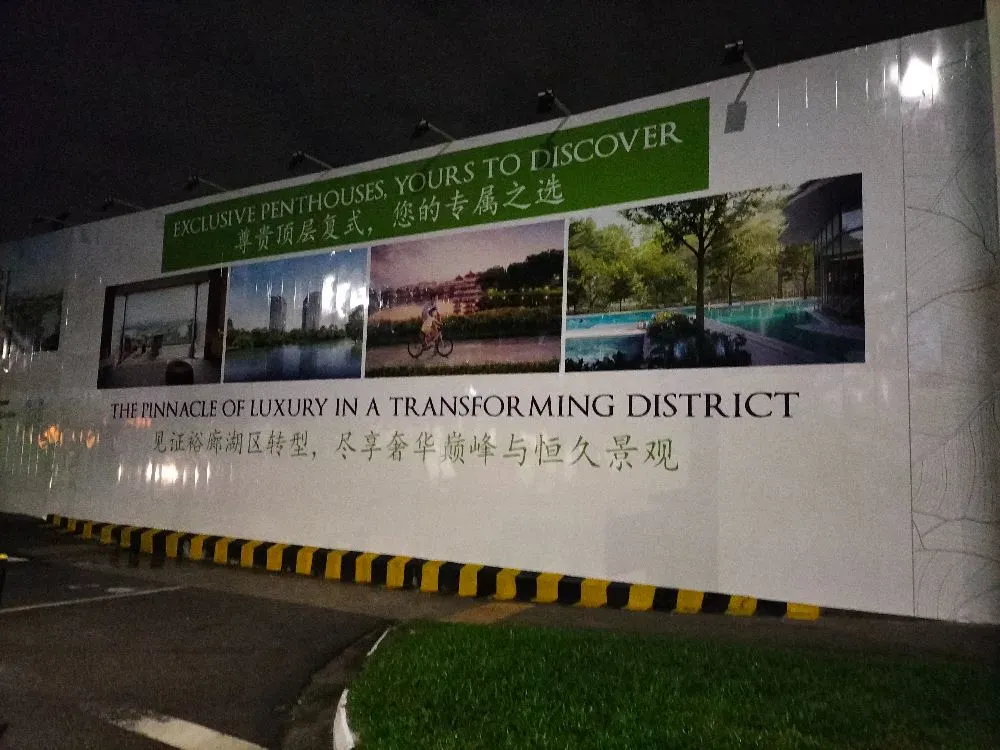 EXCLUSIVE PENTHOUSES, YOURS TO DISCOVER
尊贵顶层复式，您的专属之选
THE PINNACLE OF LUXURY IN A TRANSFORMING DISTRICT
见证裕廊湖区转型，尽享奢华巅峰与恒久景观